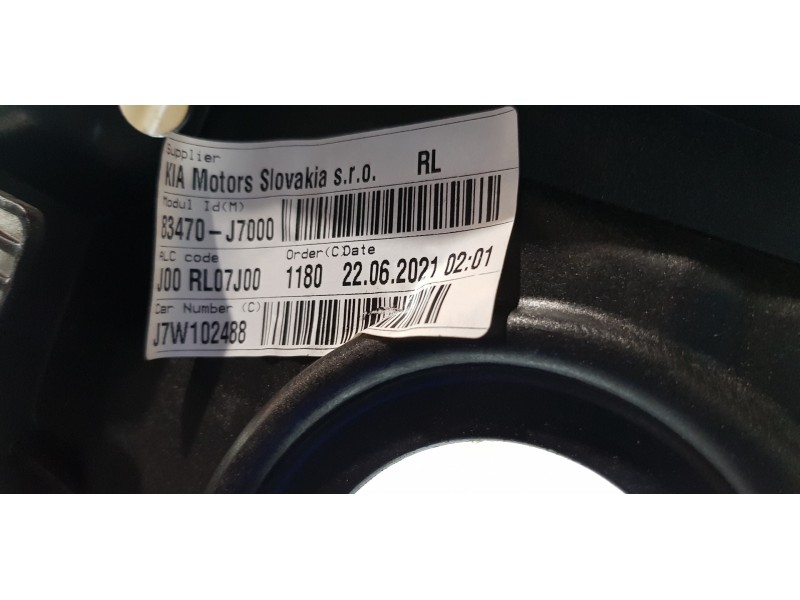 Supplier
KIA Motors Slovakia s.r.o. RL
Modul Id(M)
83470-J7000
ALC code Order(C)Date
J00 RL07J00 1180 22.06.2021 02:01
Car Number (C)
J7W102488